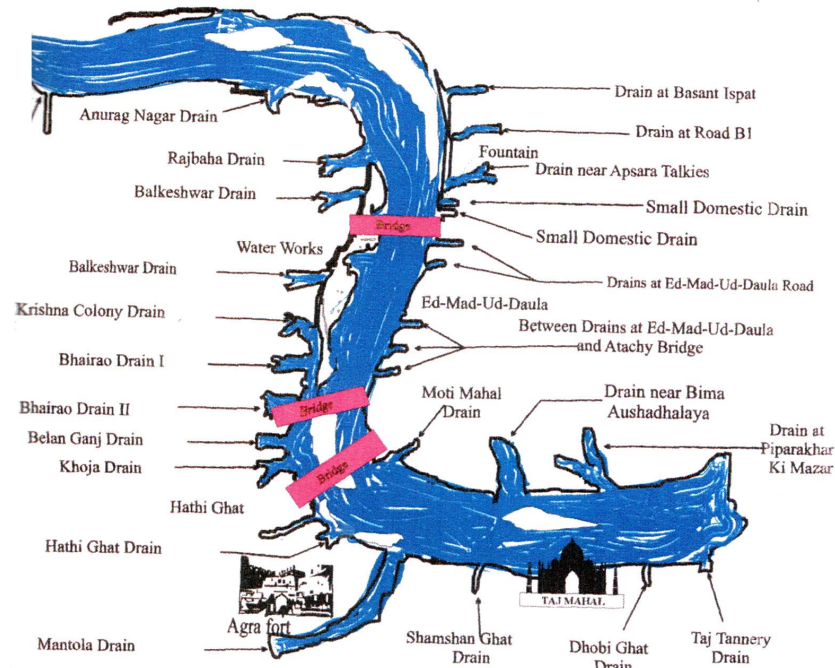 Drain at Basant Ispat
Anurag Nagar Drain
Drain at Road B1
Fountain
Rajbaha Drain
Drain near Apsara Talkies
Balkeshwar Drain
Small Domestic Drain
Bridge
Small Domestic Drain
Water Works
Balkeshwar Drain
Drains at Ed-Mad-Ud-Daula Road
Ed-Mad-Ud-Daula
Krishna Colony Drain
Between Drains at Ed-Mad-Ud-Daula
and Atachy Bridge
Bhairao Drain I
Moti Mahal
Drain
Drain near Bima
Aushadhalaya
Bhairao Drain II
Bridge
Drain at
Piparakhar
Ki Mazar
Belan Ganj Drain
Khoja Drain
Bridge
Hathi Ghat
Hathi Ghat Drain
TAJ MAHAL
Agra fort
Mantola Drain
Shamshan Ghat
Drain
Dhobi Ghat
Drain
Taj Tannery
Drain